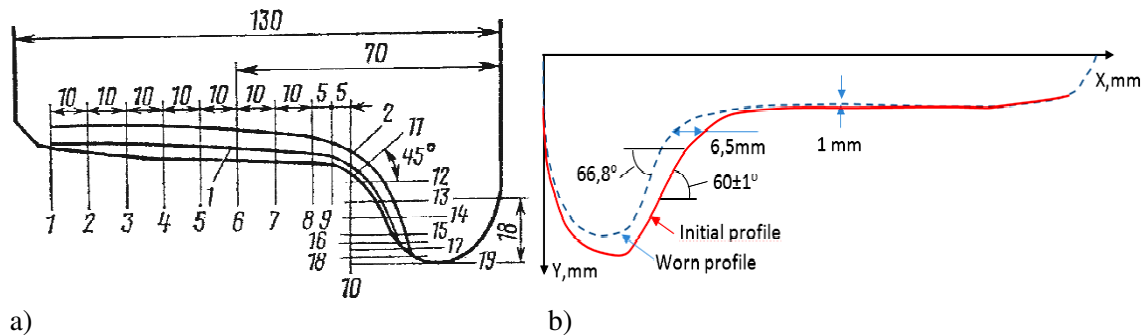 130
70
10 10 10 10 10 10 10 5 5
2
11
45°
12
1
13
14
1 2 3 4 5 6 7 8 9
15
16
17
18
18
19
10
a)
X,mm
6,5mm
1 mm
66,8⁰
60±1⁰
Initial profile
Worn profile
Y,mm
b)